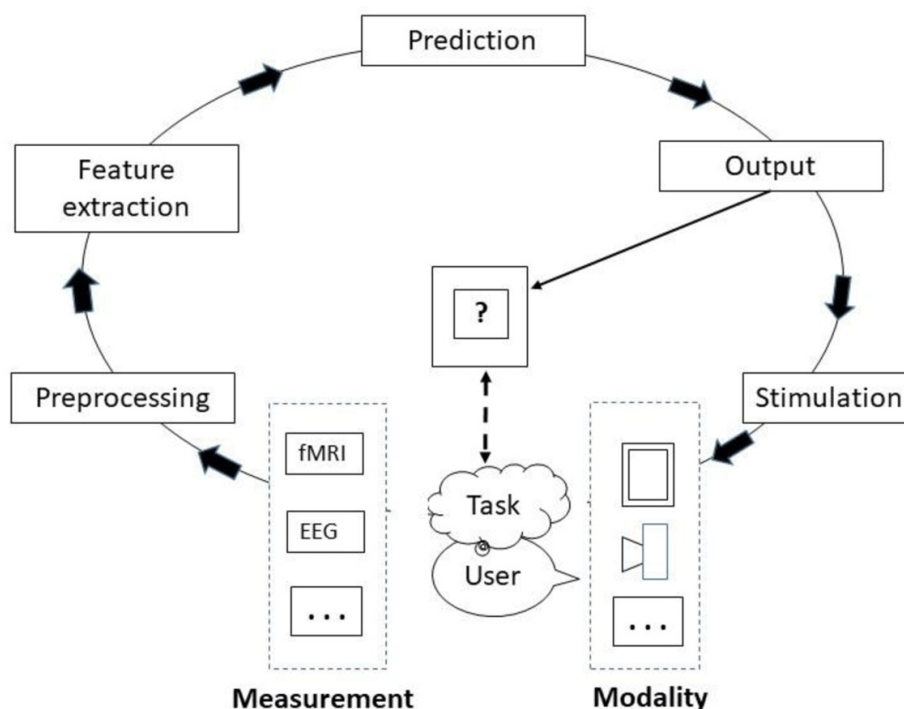 Prediction
Feature
extraction
Output
?
Preprocessing
Stimulation
fMRI
EEG
...
Task
User
...
Measurement
Modality